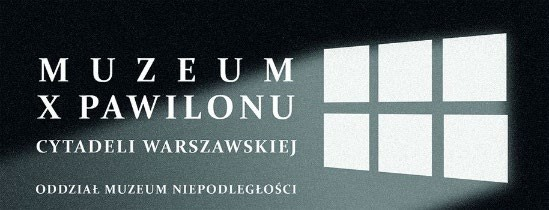 MUZEUM
X PAWILONU
CYTADELI WARSZAWSKIEJ
ODDZIAŁ MUZEUM NIEPODLEGŁOŚCI